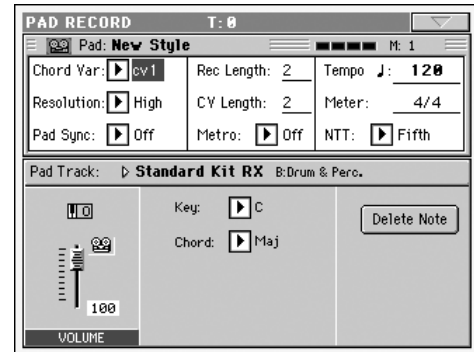 PAD RECORD T: 0
Pad: New Style M: 1
Chord Var: cv1 Rec Length: 2 Tempo ♩: 120
Resolution: High CV Length: 2 Meter: 4/4
Pad Sync: Off Metro: Off NTT: Fifth
Pad Track: Standard Kit RX B:Drum & Perc.
Key: C
Delete Note
Chord: Maj
100
VOLUME